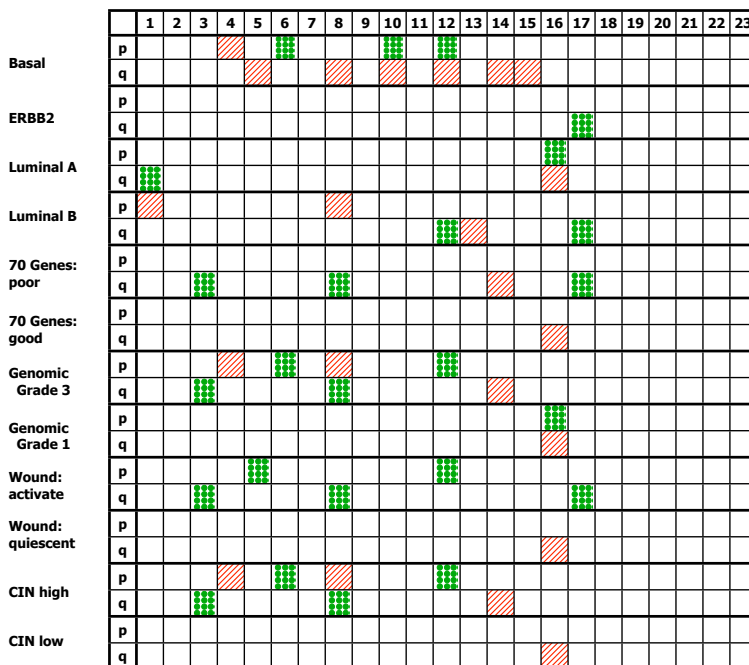 1 2 3 4 5 6 7 8 9 10 11 12 13 14 15 16 17 18 19 20 21 22 23
Basal
p
q
ERBB2
p
q
Luminal A
p
q
Luminal B
p
q
70 Genes:
poor
p
q
70 Genes:
good
p
q
Genomic
Grade 3
p
q
Genomic
Grade 1
p
q
Wound:
activate
p
q
Wound:
quiescent
p
q
CIN high
p
q
CIN low
p
q